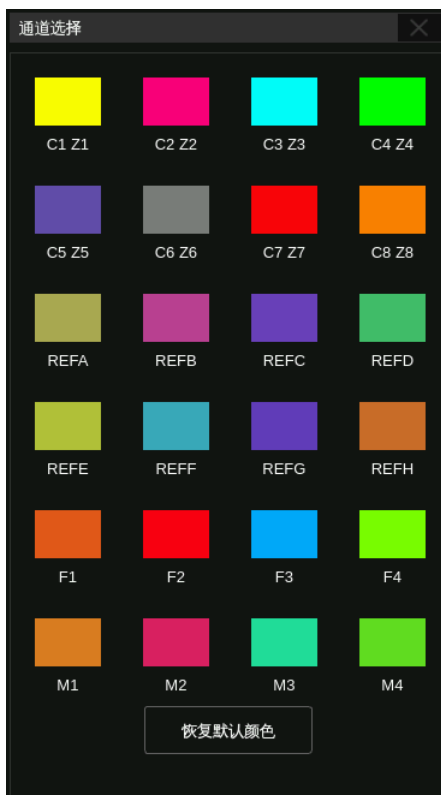 通道选择
C1 Z1 C2 Z2 C3 Z3 C4 Z4
C5 Z5 C6 Z6 C7 Z7 C8 Z8
REFA REFB REFC REFD
REFE REFF REFG REFH
F1 F2 F3 F4
M1 M2 M3 M4
恢复默认颜色